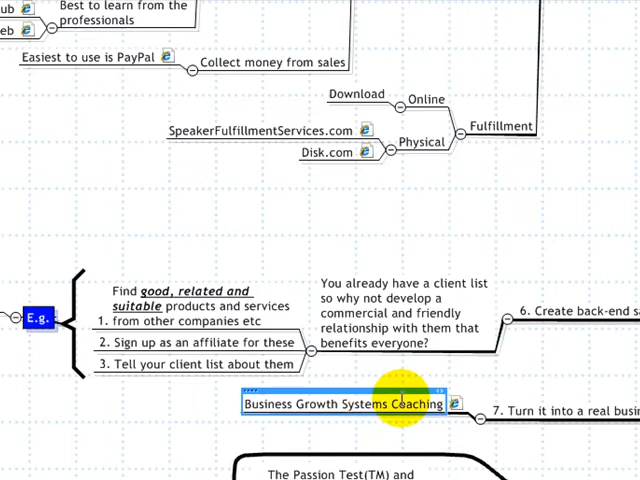 ub
Best to learn from the
professionals
eb
Easiest to use is PayPal
Collect money from sales
Download
Online
SpeakerFulfillmentServices.com
Physical
Fulfillment
Disk.com
E.g.
Find good, related and
suitable products and services
1. from other companies etc
2. Sign up as an affiliate for these
3. Tell your client list about them
You already have a client list
so why not develop a
commercial and friendly
relationship with them that
benefits everyone?
6. Create back-end sa
Business Growth Systems Coaching
7. Turn it into a real busi
The Passion Test(TM) and